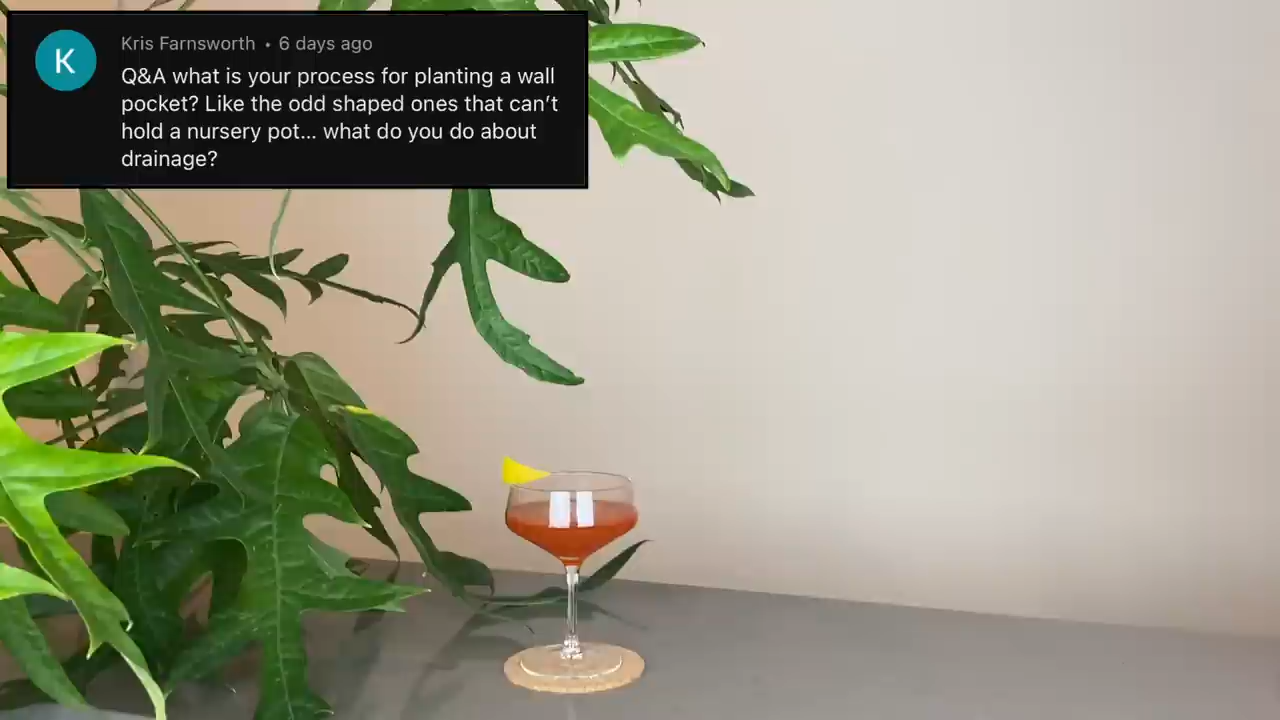 K
Kris Farnsworth • 6 days ago
Q&A what is your process for planting a wall
pocket? Like the odd shaped ones that can't
hold a nursery pot... what do you do about
drainage?